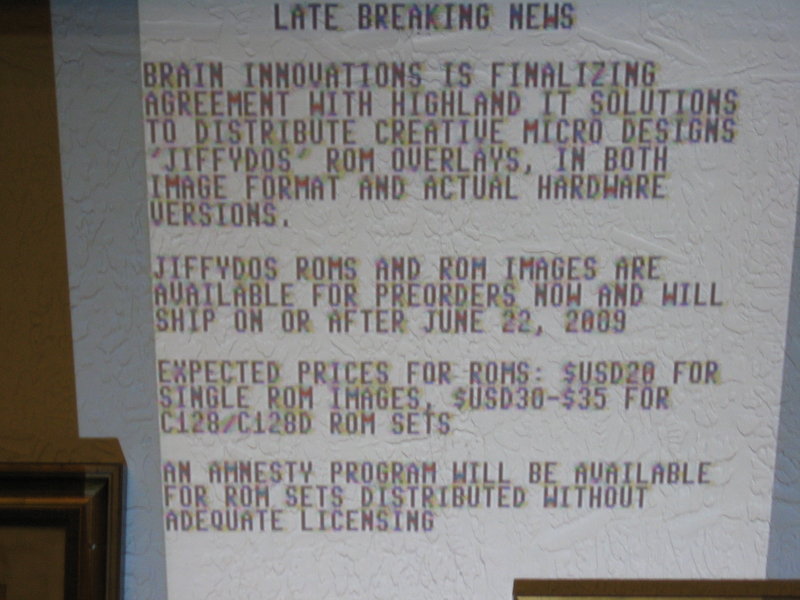 LATE BREAKING NEWS
BRAIN INNOVATIONS IS FINALIZING
AGREEMENT WITH HIGHLAND IT SOLUTIONS
TO DISTRIBUTE CREATIVE MICRO DESIGNS
'JIFFYDOS' ROM OVERLAYS, IN BOTH
IMAGE FORMAT AND ACTUAL HARDWARE
VERSIONS.
JIFFYDOS ROMS AND ROM IMAGES ARE
AVAILABLE FOR PREORDERS NOW AND WILL
SHIP ON OR AFTER JUNE 22, 2009
EXPECTED PRICES FOR ROMS: $USD20 FOR
SINGLE ROM IMAGES, $USD30-$35 FOR
C128/C128D ROM SETS
AN AMNESTY PROGRAM WILL BE AVAILABLE
FOR ROM SETS DISTRIBUTED WITHOUT
ADEQUATE LICENSING